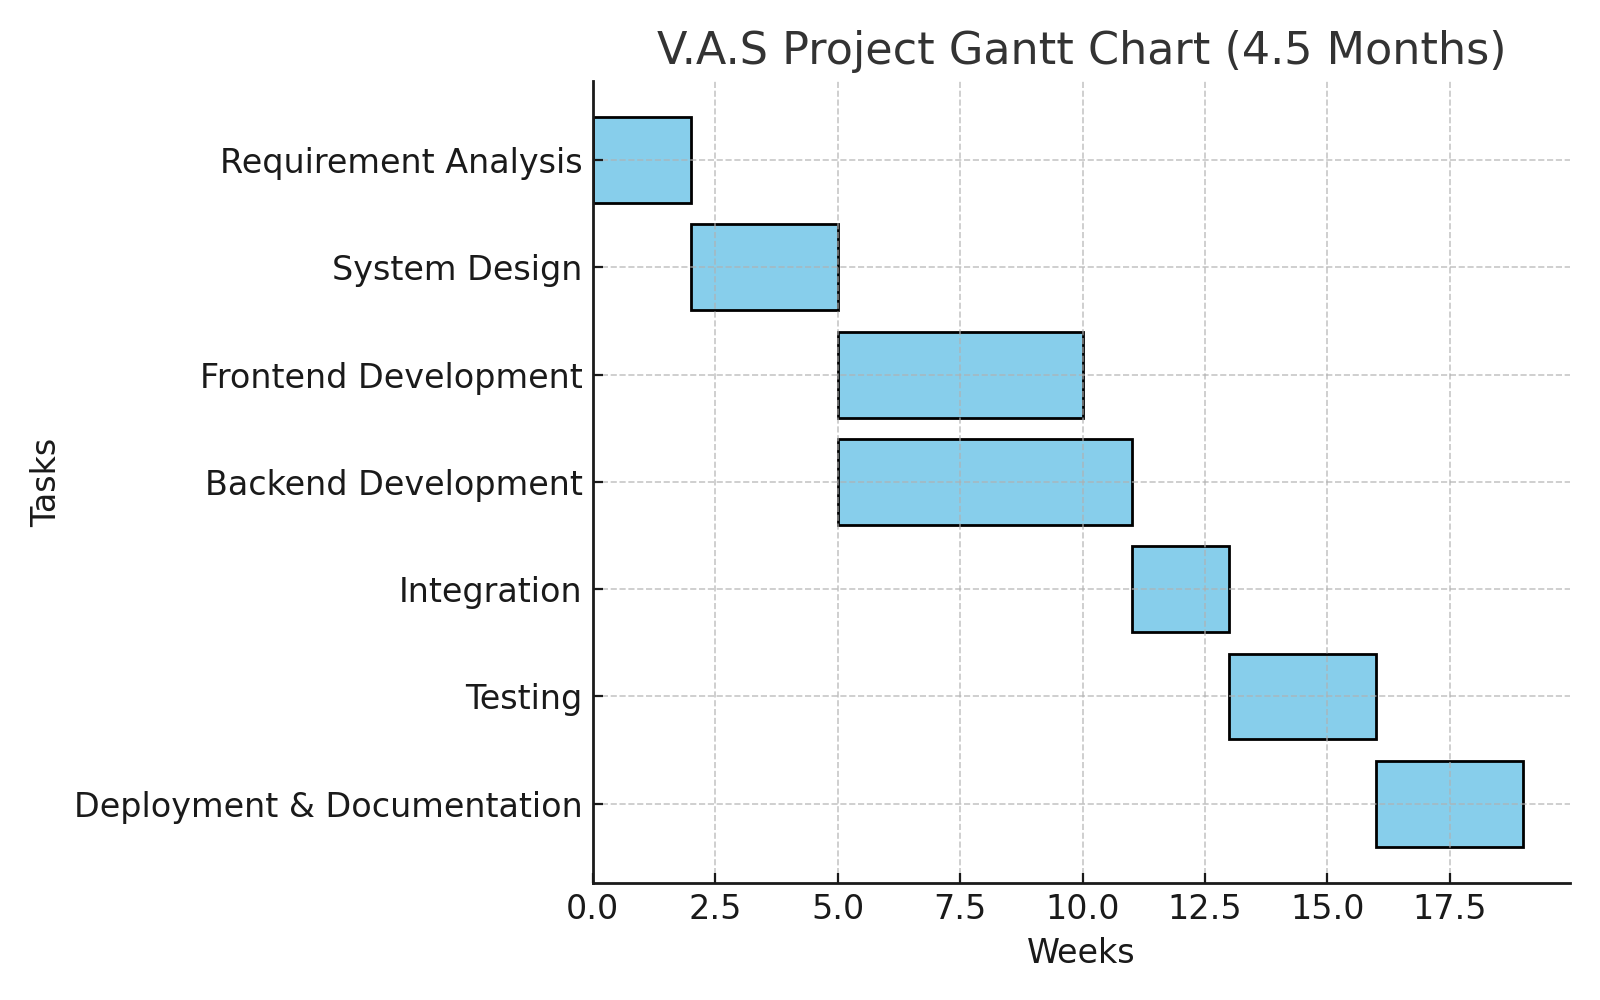 V.A.S Project Gantt Chart (4.5 Months)
Requirement Analysis
System Design
Frontend Development
Backend Development
Integration
Testing
Deployment & Documentation
Tasks
0.0 2.5 5.0 7.5 10.0 12.5 15.0 17.5
Weeks